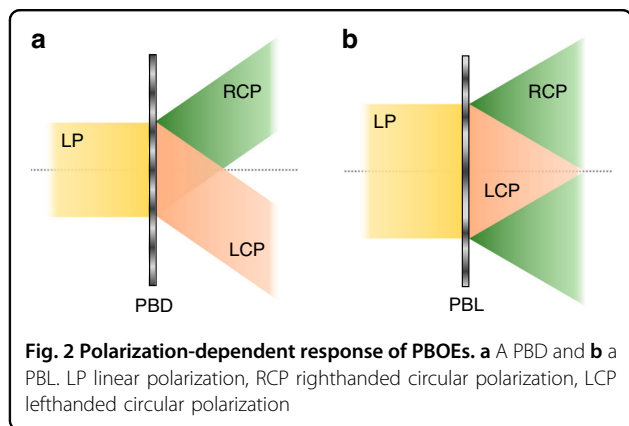 a
b
RCP
LP
LCP
PBD
RCP
LP
LCP
PBL
Fig. 2 Polarization-dependent response of PBOEs. a A PBD and b a
PBL. LP linear polarization, RCP righthanded circular polarization, LCP
lefthanded circular polarization